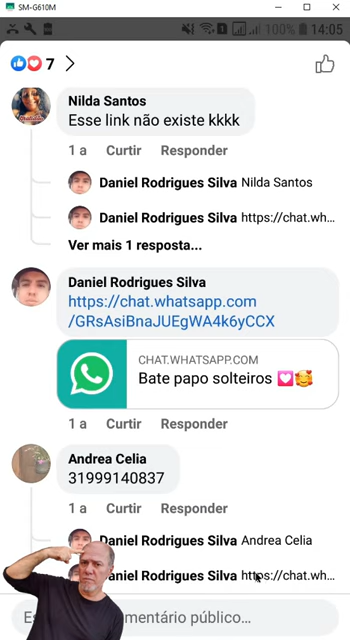 SM-G610M
100%
14:05
7
Nilda Santos
Esse link não existe kkkk
1 a Curtir Responder
Daniel Rodrigues Silva Nilda Santos
Daniel Rodrigues Silva https://chat.wh...
Ver mais 1 resposta...
Daniel Rodrigues Silva
https://chat.whatsapp.com
/GRsAsiBnaJUEgWA4k6yCCX
CHAT.WHATSAPP.COM
Bate papo solteiros 💟🥰
1 a Curtir Responder
Andrea Celia
31999140837
1 a Curtir Responder
Daniel Rodrigues Silva Andrea Celia
Daniel Rodrigues Silva https://chat.wh...